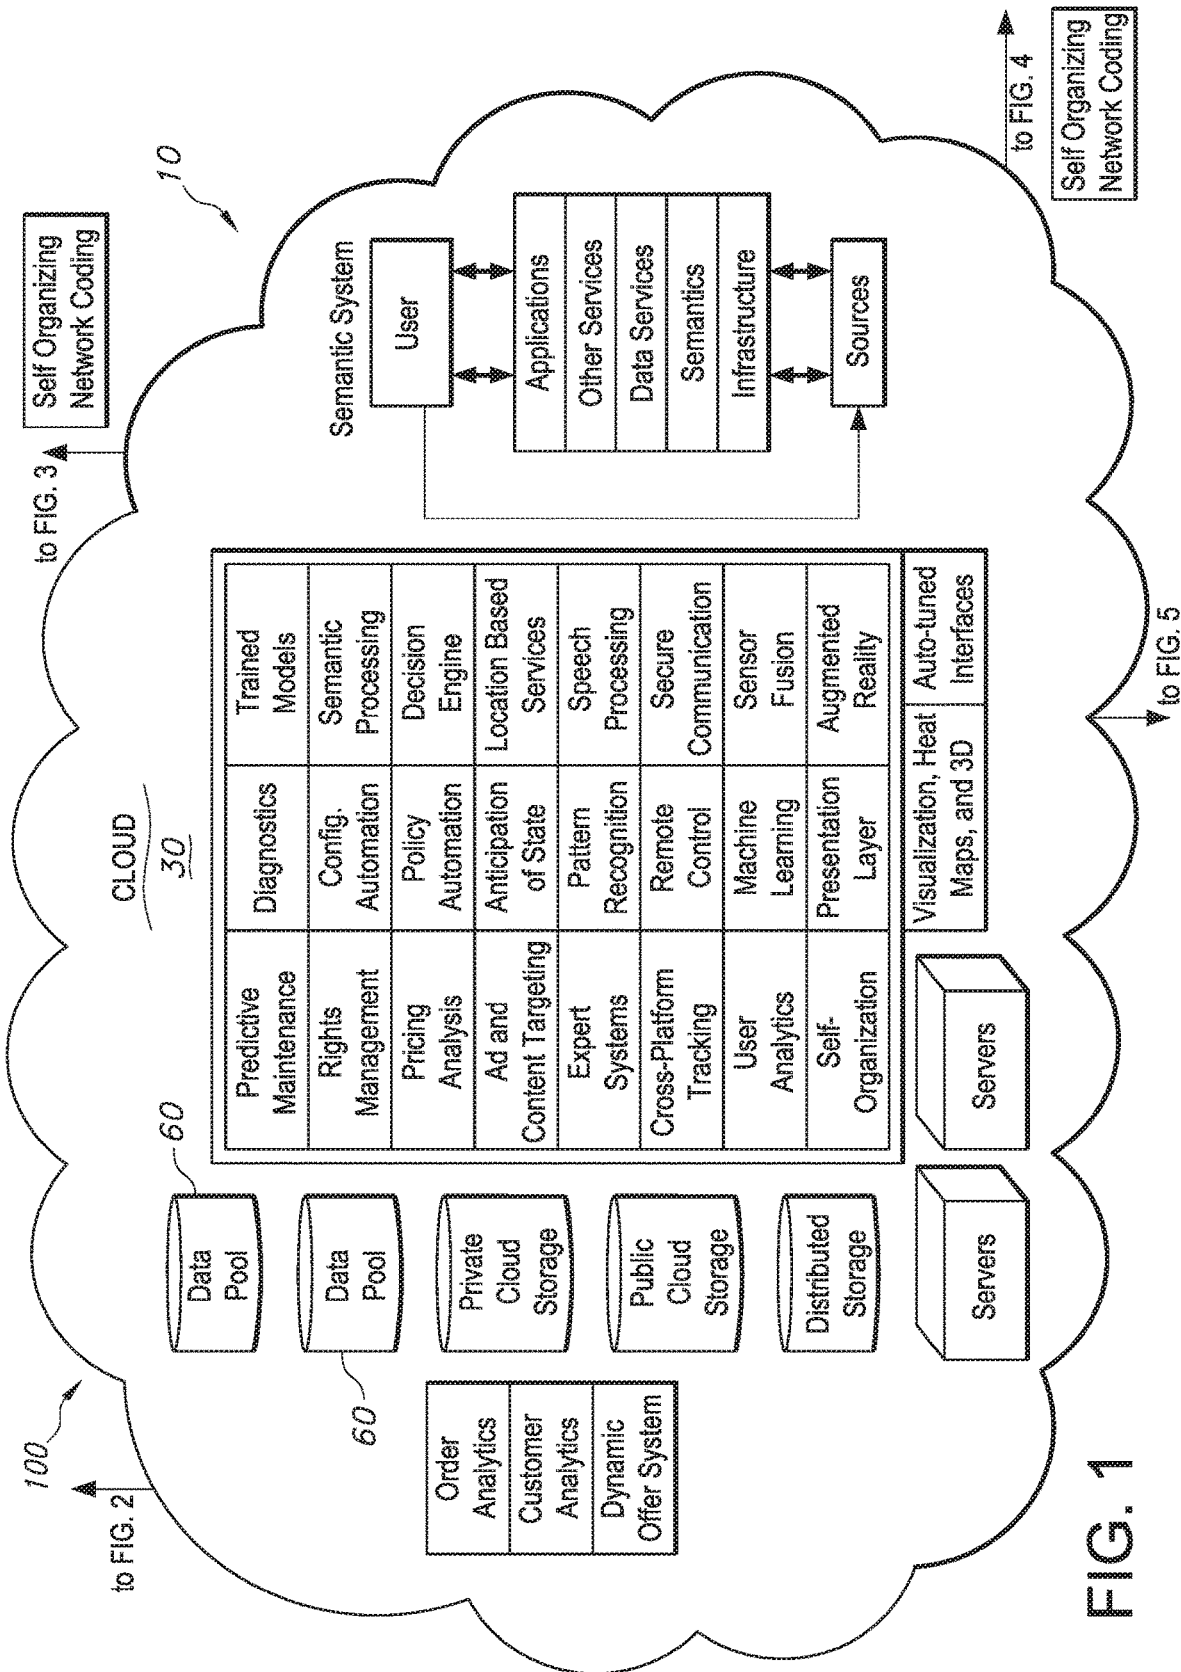 to FIG. 2
100
to FIG. 3
Self Organizing
Network Coding
10
CLOUD
30
60
Data
Pool
Data
Pool
60
Private
Cloud
Storage
Public
Cloud
Storage
Distributed
Storage
Order
Analytics
Customer
Analytics
Dynamic
Offer System
Predictive
Maintenance
Diagnostics
Trained
Models
Rights
Management
Config.
Automation
Semantic
Processing
Pricing
Analysis
Policy
Automation
Decision
Engine
Ad and
Content Targeting
Anticipation
of State
Location Based
Services
Expert
Systems
Pattern
Recognition
Speech
Processing
Cross-Platform
Tracking
Remote
Control
Secure
Communication
User
Analytics
Machine
Learning
Sensor
Fusion
Self-
Organization
Presentation
Layer
Augmented
Reality
Visualization, Heat
Maps, and 3D
Auto-tuned
Interfaces
Servers
Servers
Semantic System
User
Applications
Other Services
Data Services
Semantics
Infrastructure
Sources
to FIG. 4
Self Organizing
Network Coding
to FIG. 5
FIG. 1